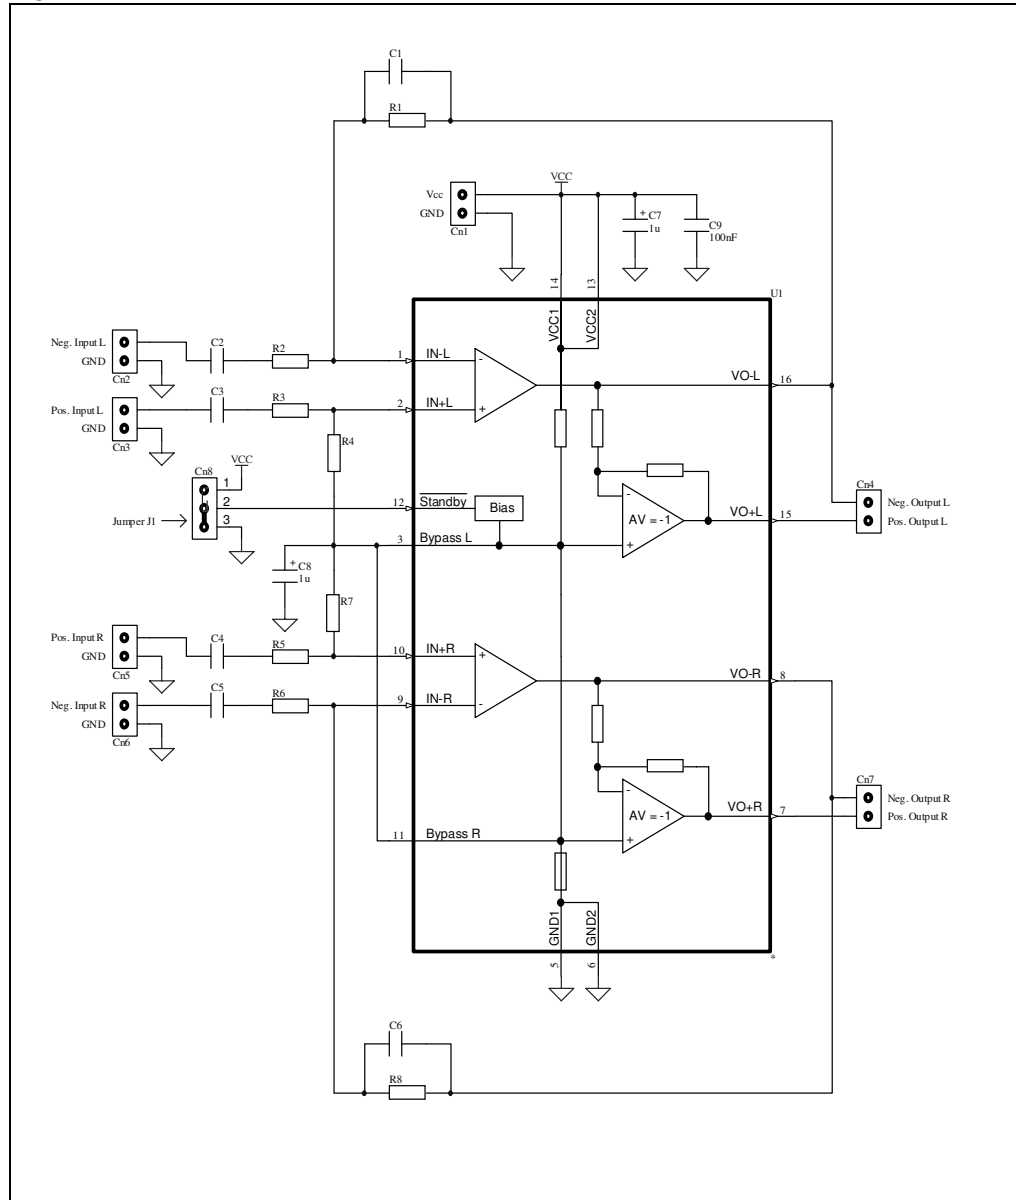 C1
R1
VCC
Vcc
GND
Cn1
+
C7
1u
C9
100nF
14
13
U1
VCC1
VCC2
Neg. Input L
GND
Cn2
C2
R2
1
IN-L
-
VO-L
16
Pos. Input L
GND
Cn3
C3
R3
2
IN+L
+
R4
Cn8
VCC
1
2
3
Jumper J1
12
Standby
Bias
-
AV = -1
+
VO+L
15
Cn4
Neg. Output L
Pos. Output L
3
Bypass L
+
C8
1u
R7
Pos. Input R
GND
Cn5
C4
R5
10
IN+R
+
VO-R
8
Neg. Input R
GND
Cn6
C5
R6
9
IN-R
-
-
AV = -1
+
VO+R
7
Cn7
Neg. Output R
Pos. Output R
11
Bypass R
GND1
GND2
5
6
*
C6
R8